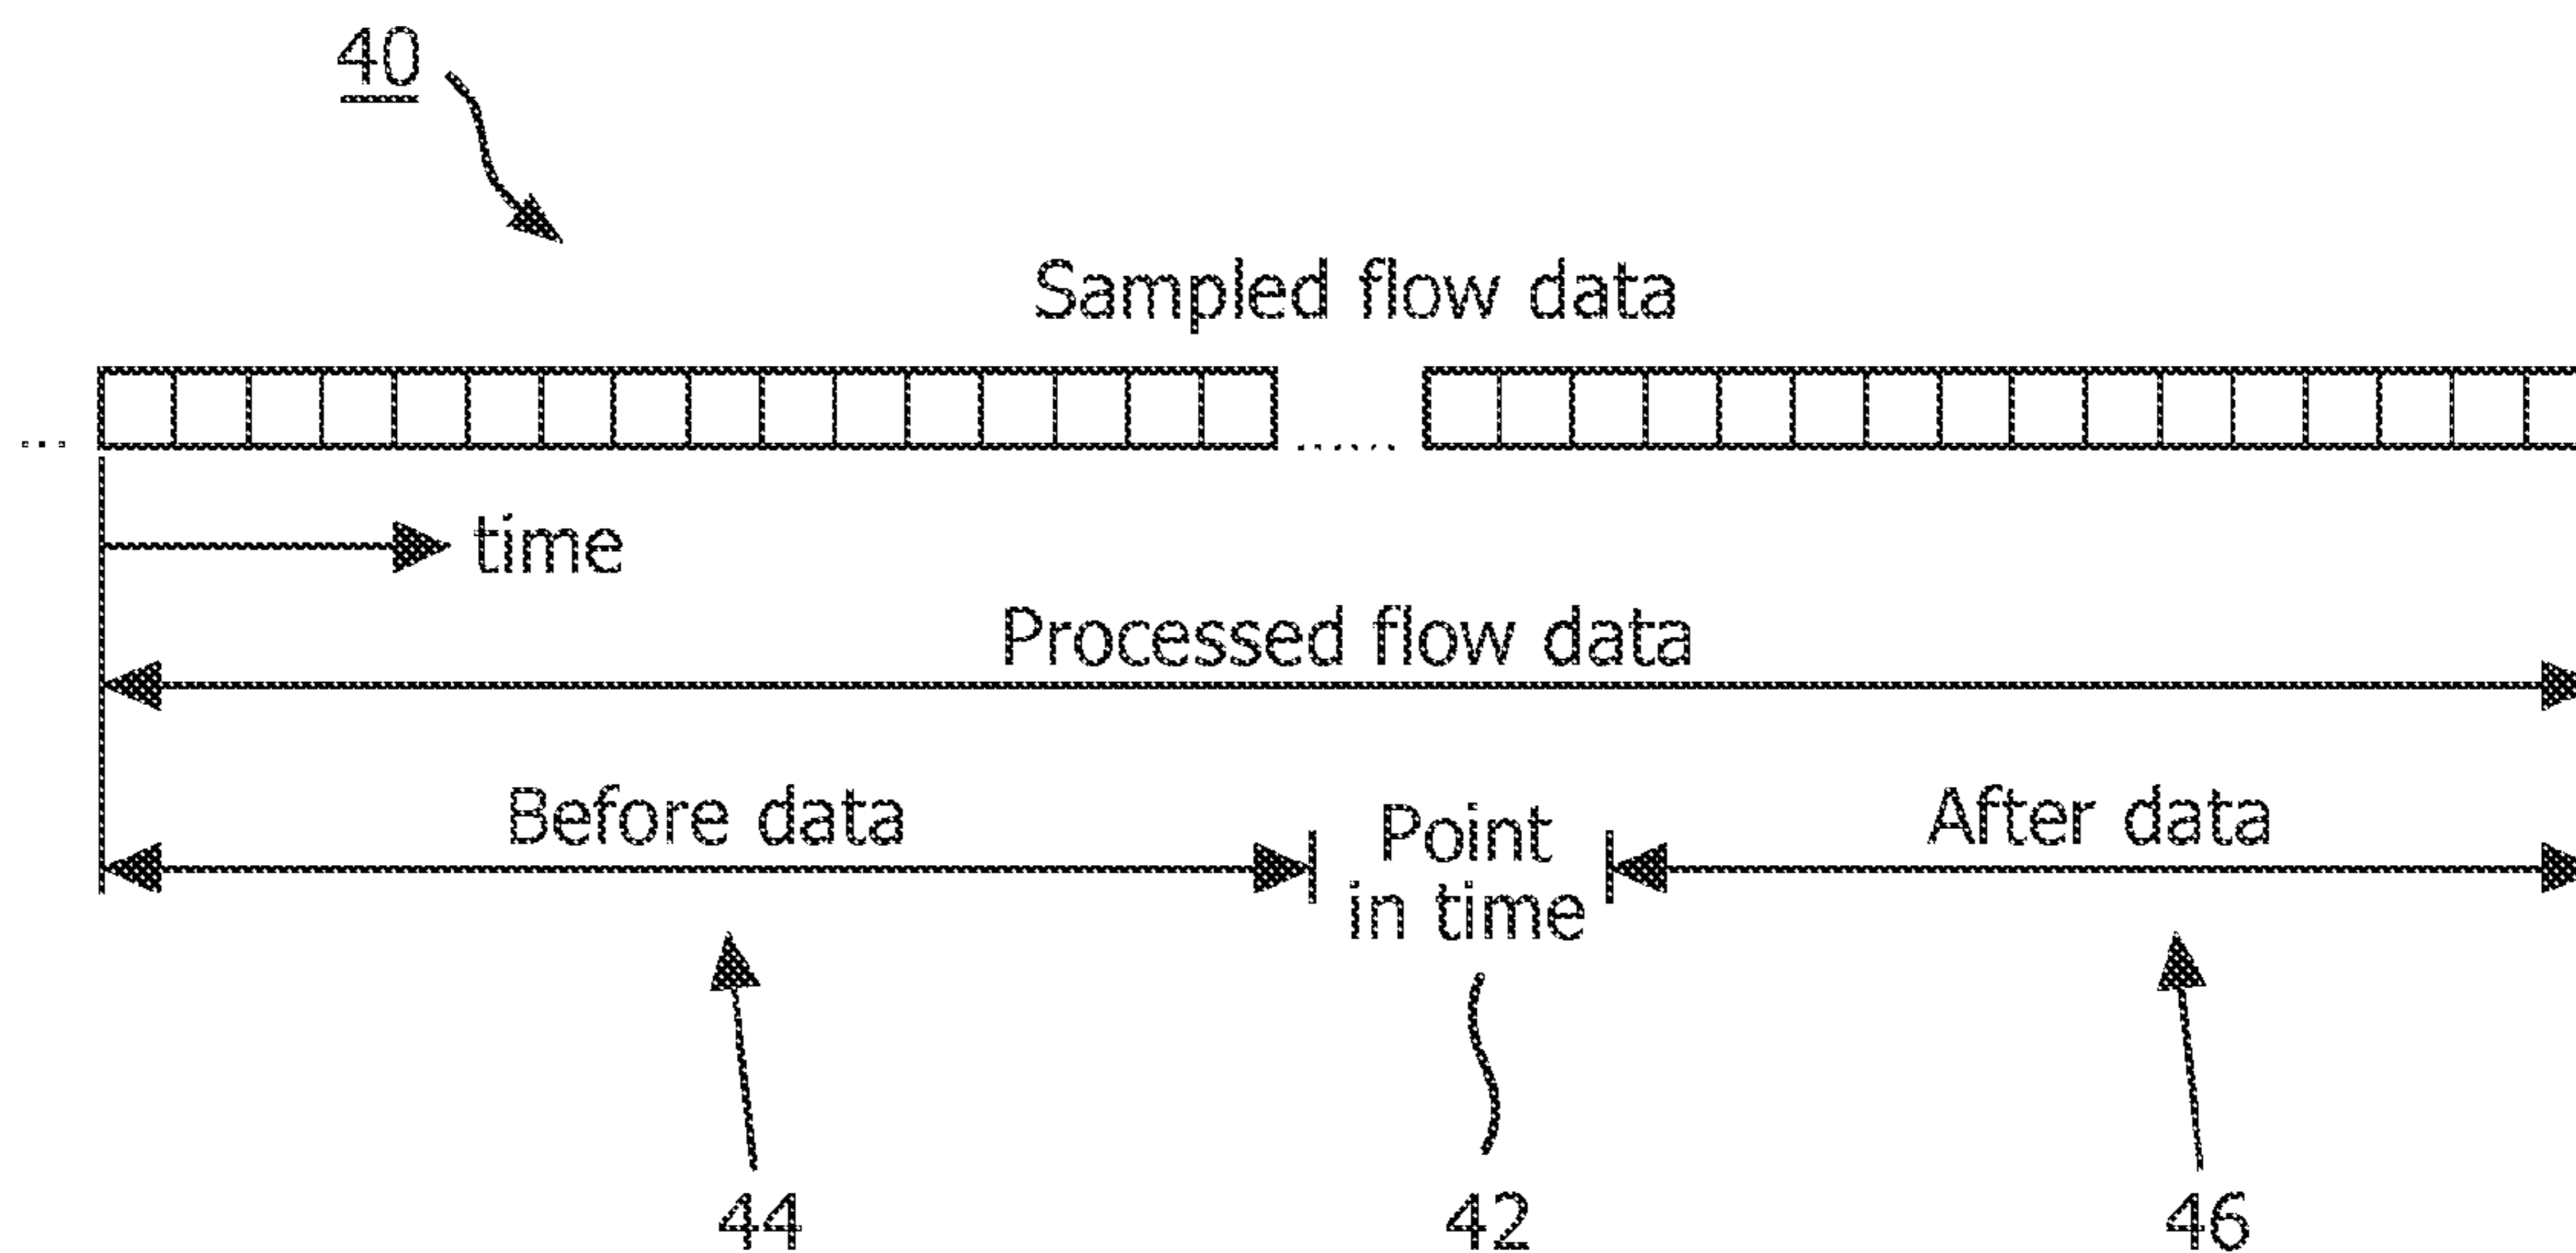 40
Sampled flow data
... ......
time
Processed flow data
Before data
Point
in time
After data
44
42
46